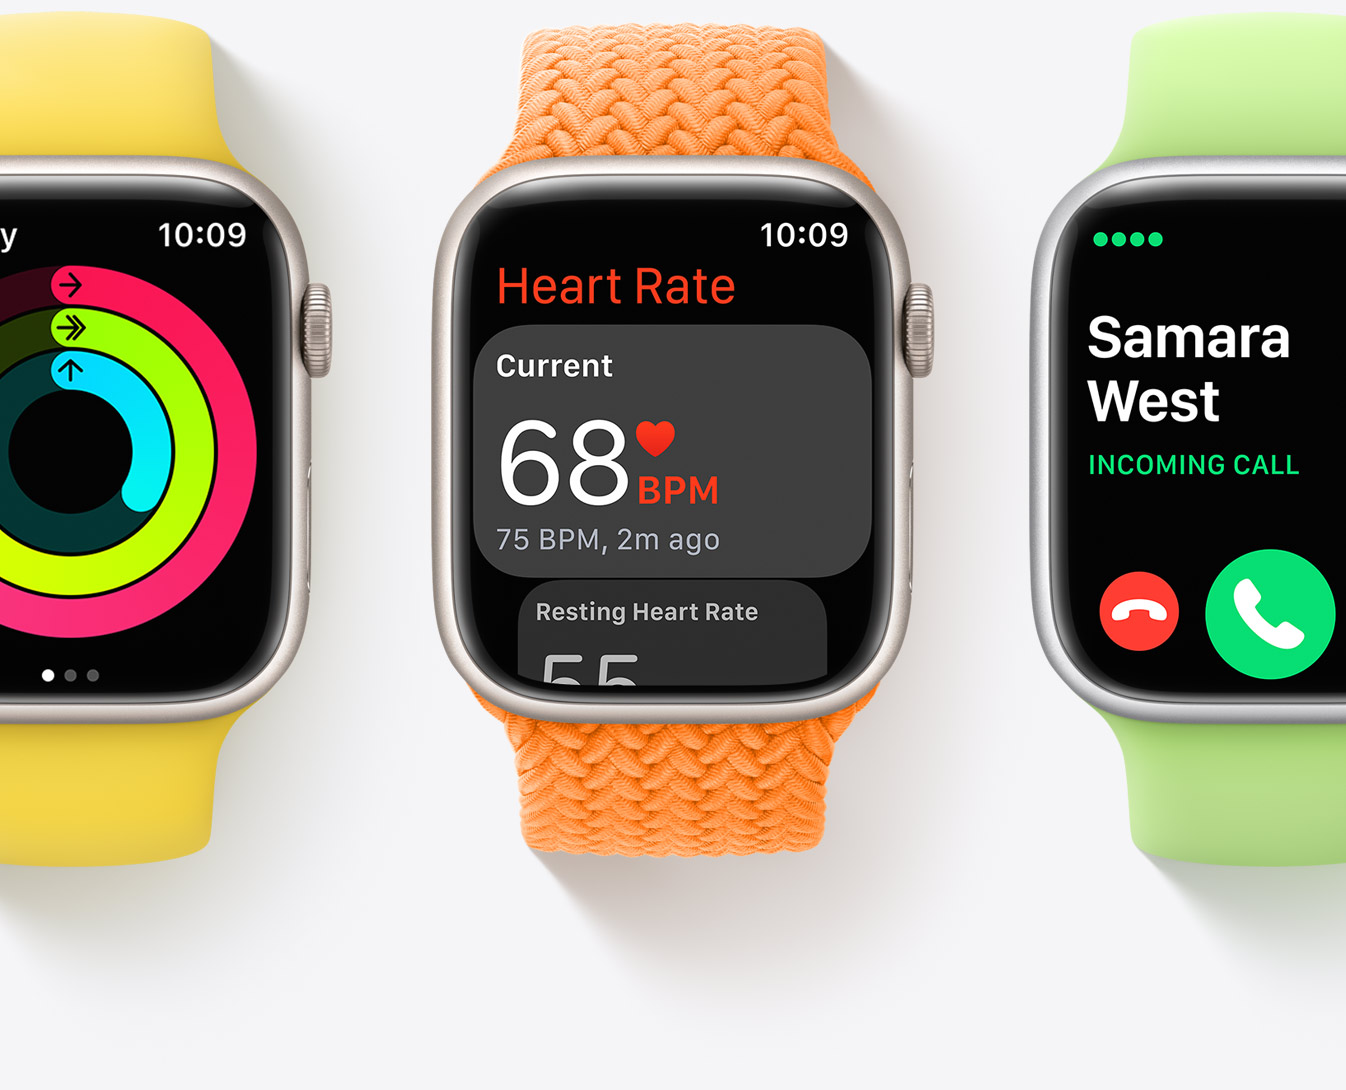 y
10:09
10:09
Heart Rate
Current
68
BPM
75 BPM, 2m ago
Resting Heart Rate
55
Samara
West
INCOMING CALL